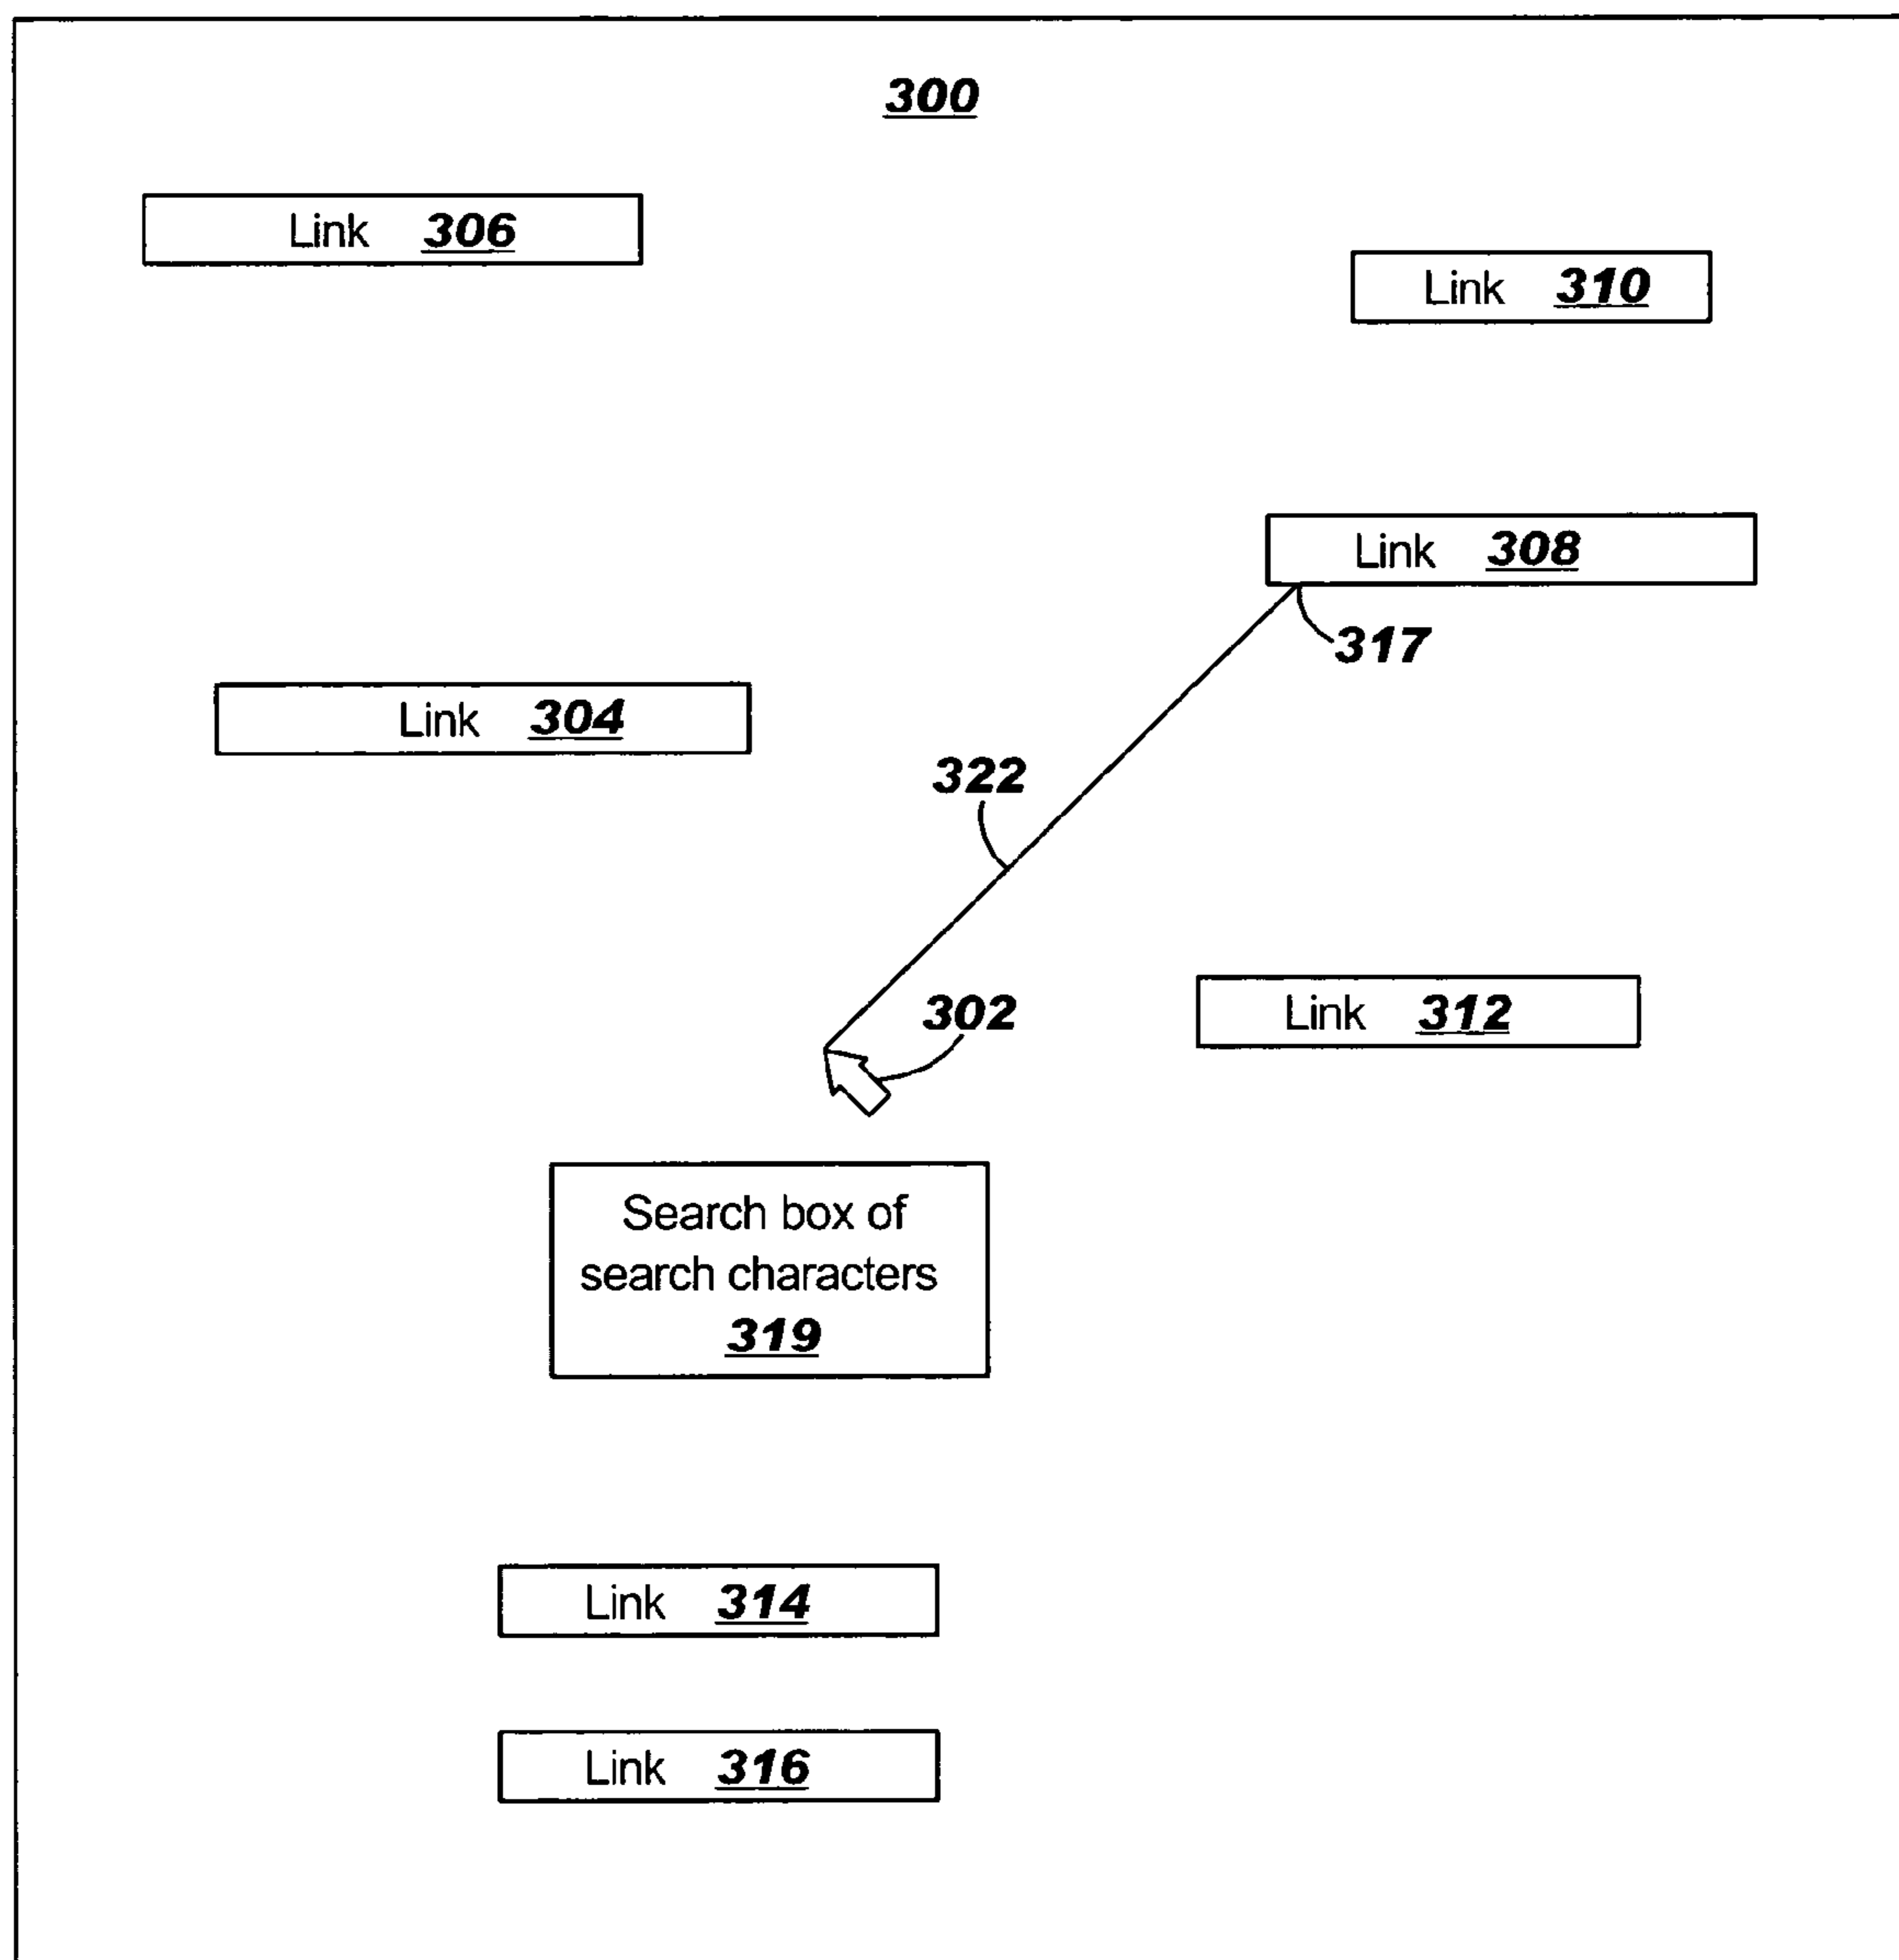 300
Link 306
Link 310
Link 308
317
Link 304
322
302
Link 312
Search box of
search characters
319
Link 314
Link 316